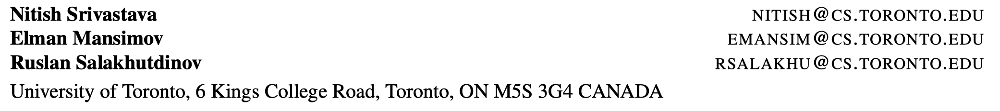 Nitish Srivastava NITISH@CS.TORONTO.EDU
Elman Mansimov EMANSIM@CS.TORONTO.EDU
Ruslan Salakhutdinov RSALAKHU@CS.TORONTO.EDU
University of Toronto, 6 Kings College Road, Toronto, ON M5S 3G4 CANADA